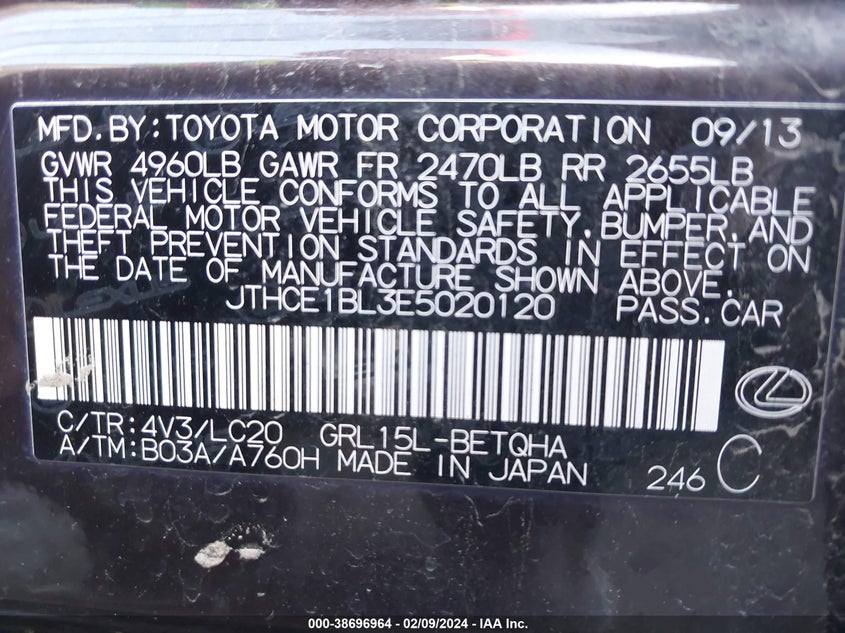 MFD.BY:TOYOTA MOTOR CORPORATION 09/13
GVWR 4960LB GAWR FR 2470LB RR 2655LB
THIS VEHICLE CONFORMS TO ALL APPLICABLE
FEDERAL MOTOR VEHICLE SAFETY,BUMPER,AND
THEFT PREVENTION STANDARDS IN EFFECT ON
THE DATE OF MANUFACTURE SHOWN ABOVE.
JTHCE1BL3E5020120 PASS.CAR
C/TR:4V3/LC20 GRL15L-BETQHA
A/TM:B03A/A760H MADE IN JAPAN 246 C
000-38696964 - 02/09/2024 - IAA Inc.